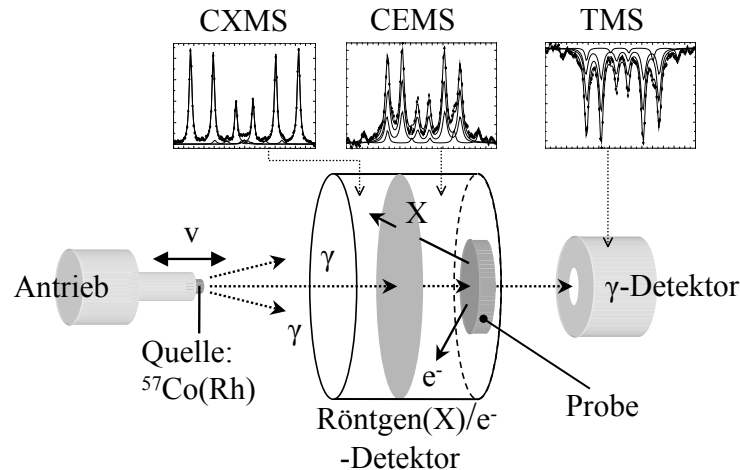 CXMS
CEMS
TMS
v
X
Antrieb
γ
γ
γ-Detektor
Quelle:
⁵⁷Co(Rh)
e⁻
Probe
Röntgen(X)/e⁻
-Detektor